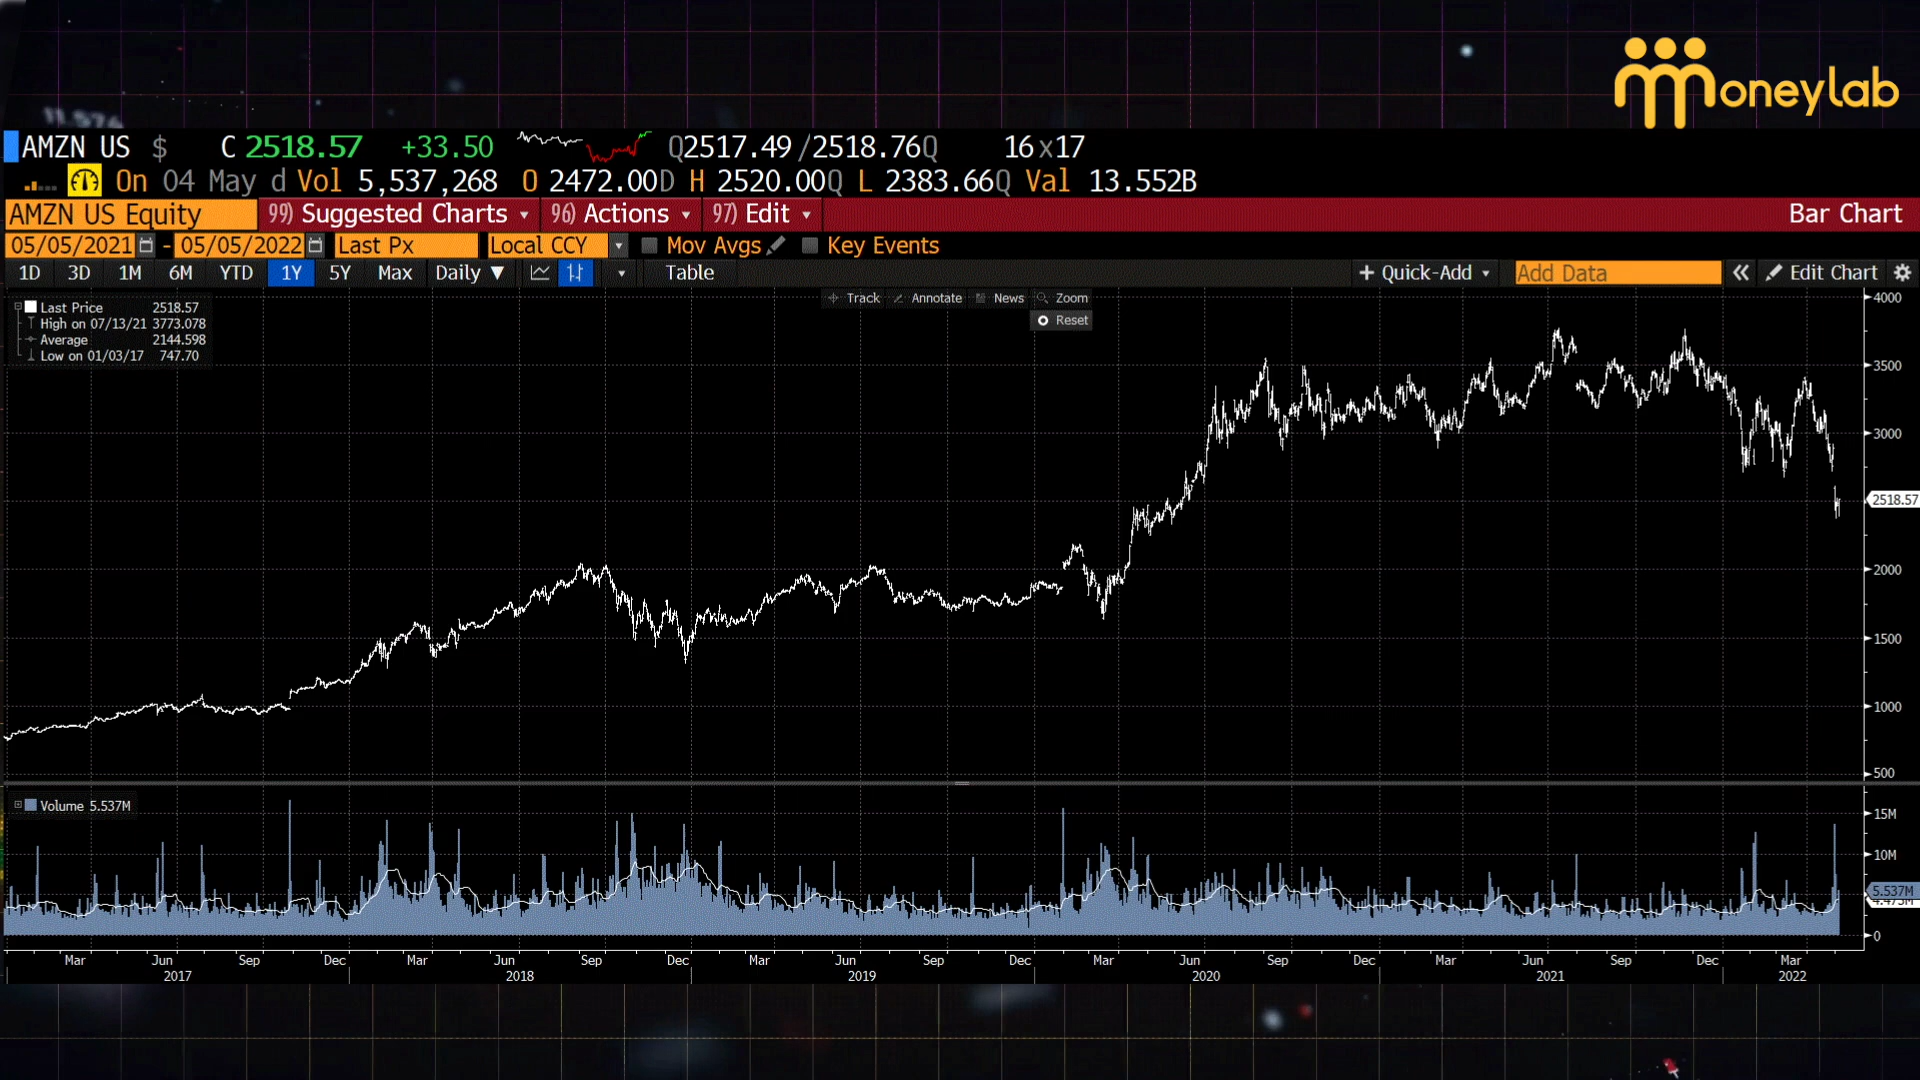 Moneylab
11.574
AMZN US $ C 2518.57 +33.50 Q2517.49/2518.76Q 16x17
On 04 May d Vol 5,537,268 O 2472.00D H 2520.00Q L 2383.66Q Val 13.552B
AMZN US Equity 99) Suggested Charts 96) Actions 97) Edit Bar Chart
05/05/2021 - 05/05/2022 Last Px Local CCY Mov Avgs Key Events
1D 3D 1M 6M YTD 1Y 5Y Max Daily Table + Quick-Add Add Data « Edit Chart
Track Annotate News Zoom
Reset
Last Price 2518.57
High on 07/13/21 3773.078
Average 2144.598
Low on 01/03/17 747.70
4000
3500
3000
2518.57
2000
1500
1000
500
Volume 5.537M
15M
10M
5.537M
4.475M
0
Mar Jun Sep Dec Mar Jun Sep Dec Mar Jun Sep Dec Mar Jun Sep Dec Mar Jun Sep Dec Mar
2017 2018 2019 2020 2021 2022